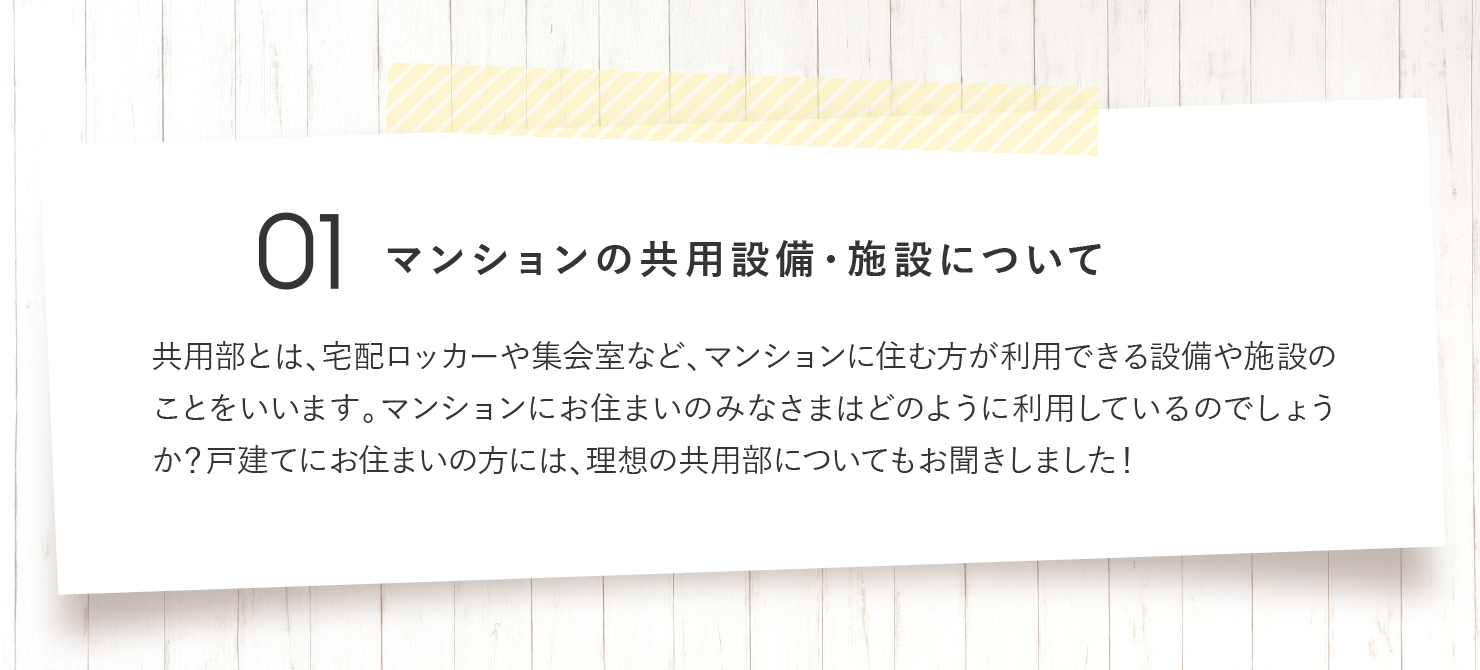 01 マンションの共用設備・施設について
共用部とは、宅配ロッカーや集会室など、マンションに住む方が利用できる設備や施設の
ことをいいます。マンションにお住まいのみなさまはどのように利用しているのでしょう
か？戸建てにお住まいの方には、理想の共用部についてもお聞きしました！